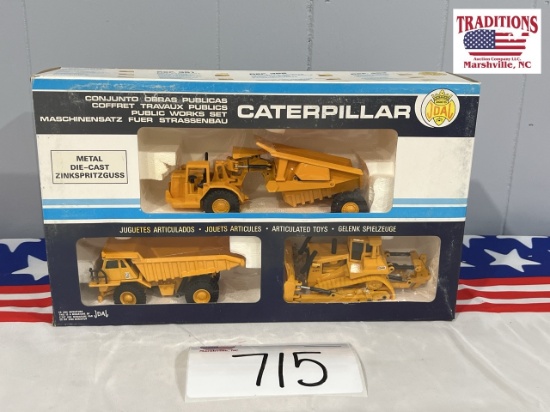 TRADITIONS
Auction Company LLC.
Marshville, NC
CONJUNTO OBRAS PUBLICAS
COFFRET TRAVAUX PUBLICS
PUBLIC WORKS SET
MASCHINENSATZ FUER STRASSENBAU
CATERPILLAR
METAL
DIE-CAST
ZINKSPRITZGUSS
JUGUETES ARTICULADOS • JOUETS ARTICULES • ARTICULATED TOYS • GELENK SPIELZEUGE
715